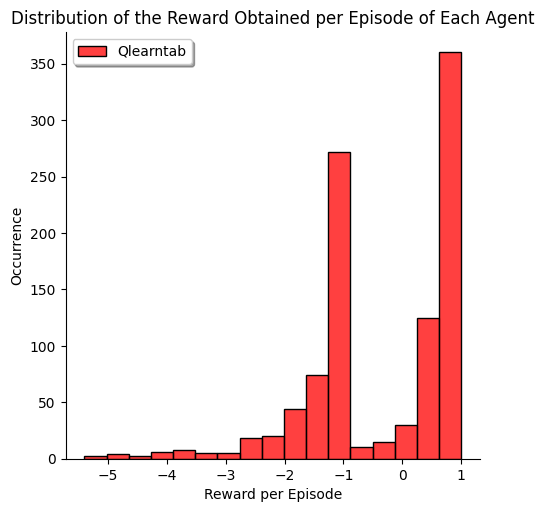 Distribution of the Reward Obtained per Episode of Each Agent
Qlearntab
350
300
250
200
150
100
50
0
Occurrence
−5 −4 −3 −2 −1 0 1
Reward per Episode